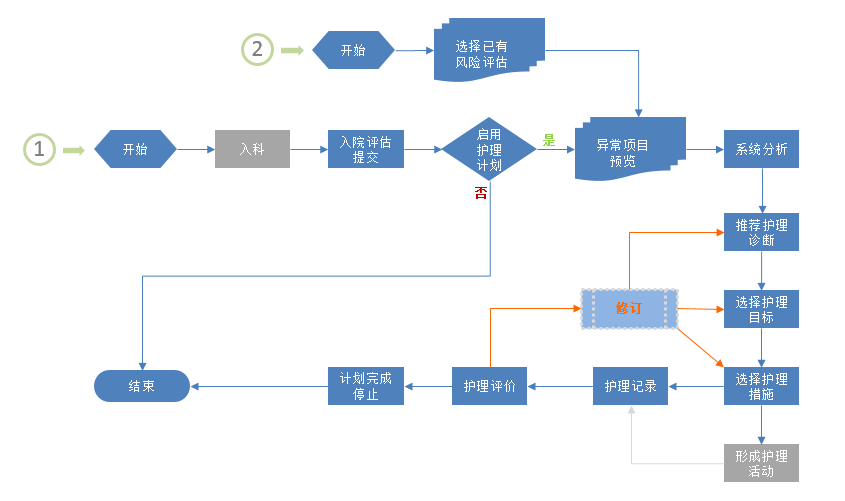 2
开始
选择已有
风险评估
1
开始
入科
入院评估
提交
启用
护理
计划
是
否
异常项目
预览
系统分析
推荐护理
诊断
修订
选择护理
目标
结束
计划完成
停止
护理评价
护理记录
选择护理
措施
形成护理
活动